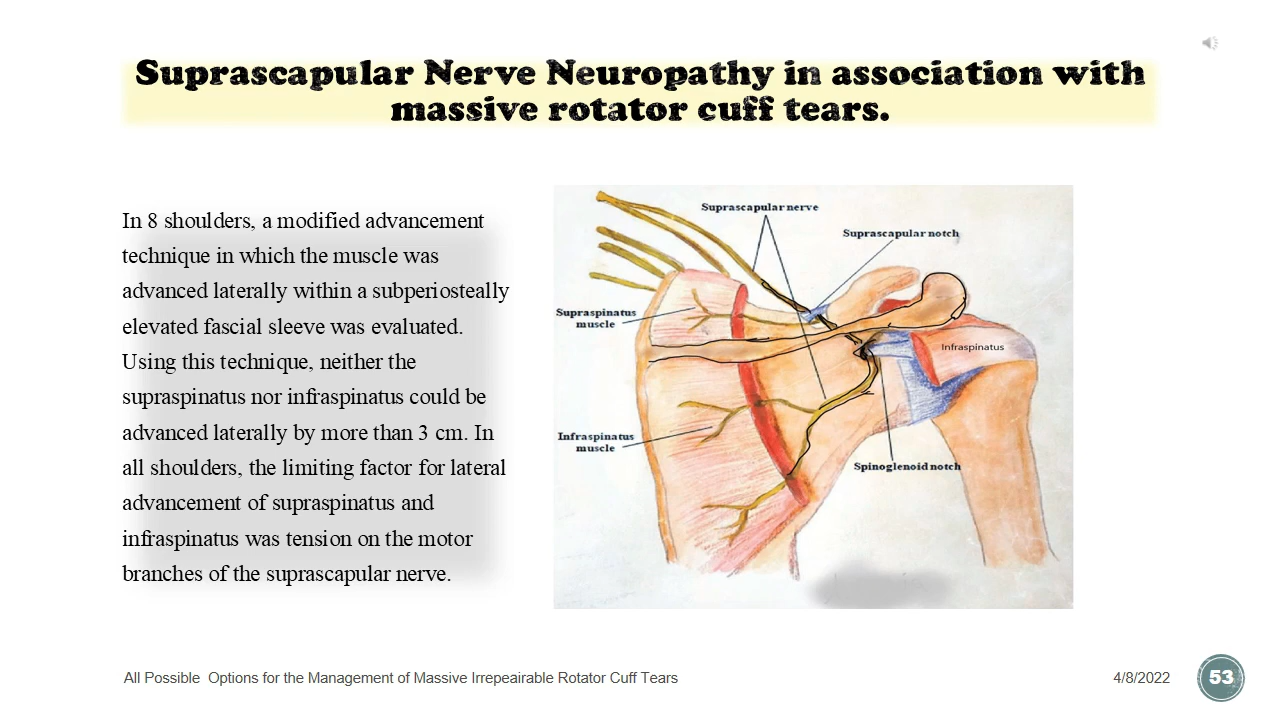 Suprascapular Nerve Neuropathy in association with
massive rotator cuff tears.
In 8 shoulders, a modified advancement
technique in which the muscle was
advanced laterally within a subperiosteally
elevated fascial sleeve was evaluated.
Using this technique, neither the
supraspinatus nor infraspinatus could be
advanced laterally by more than 3 cm. In
all shoulders, the limiting factor for lateral
advancement of supraspinatus and
infraspinatus was tension on the motor
branches of the suprascapular nerve.
Suprascapular nerve
Suprascapular notch
Supraspinatus
muscle
Infraspinatus
Infraspinatus
muscle
Spinoglenoid notch
All Possible Options for the Management of Massive Irrepeairable Rotator Cuff Tears
4/8/2022
53